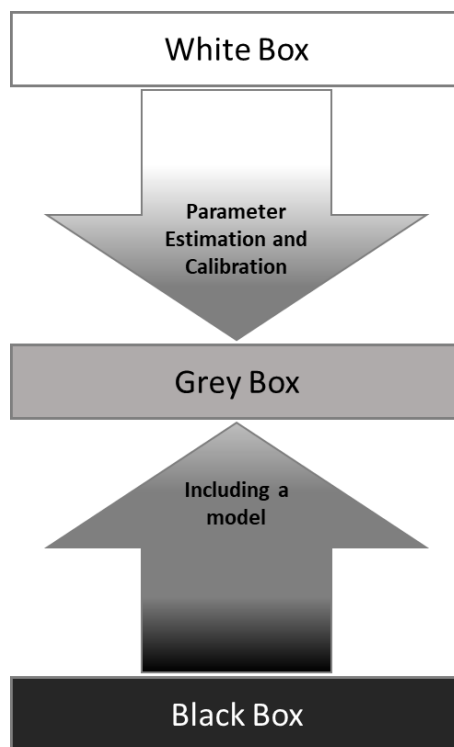 White Box
Parameter
Estimation and
Calibration
Grey Box
Including a
model
Black Box